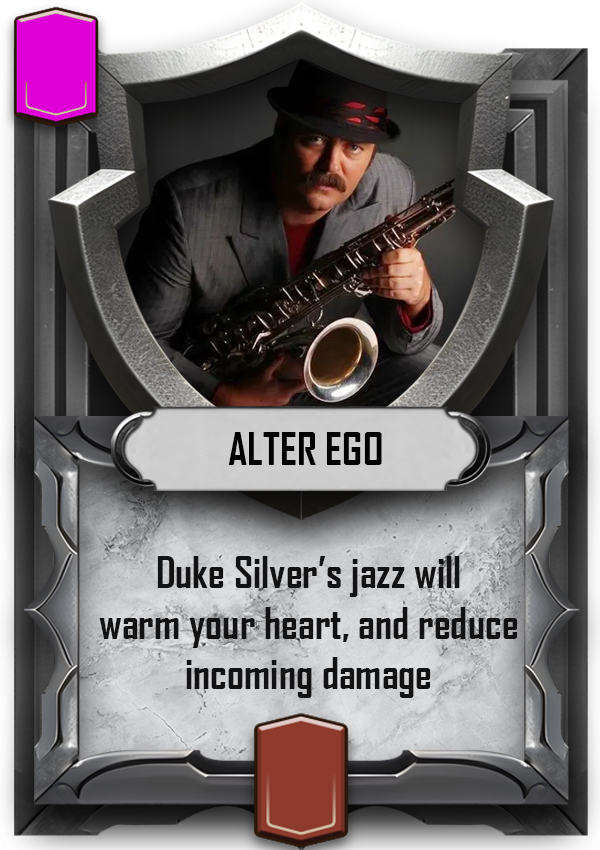 ALTER EGO
Duke Silver’s jazz will
warm your heart, and reduce
incoming damage